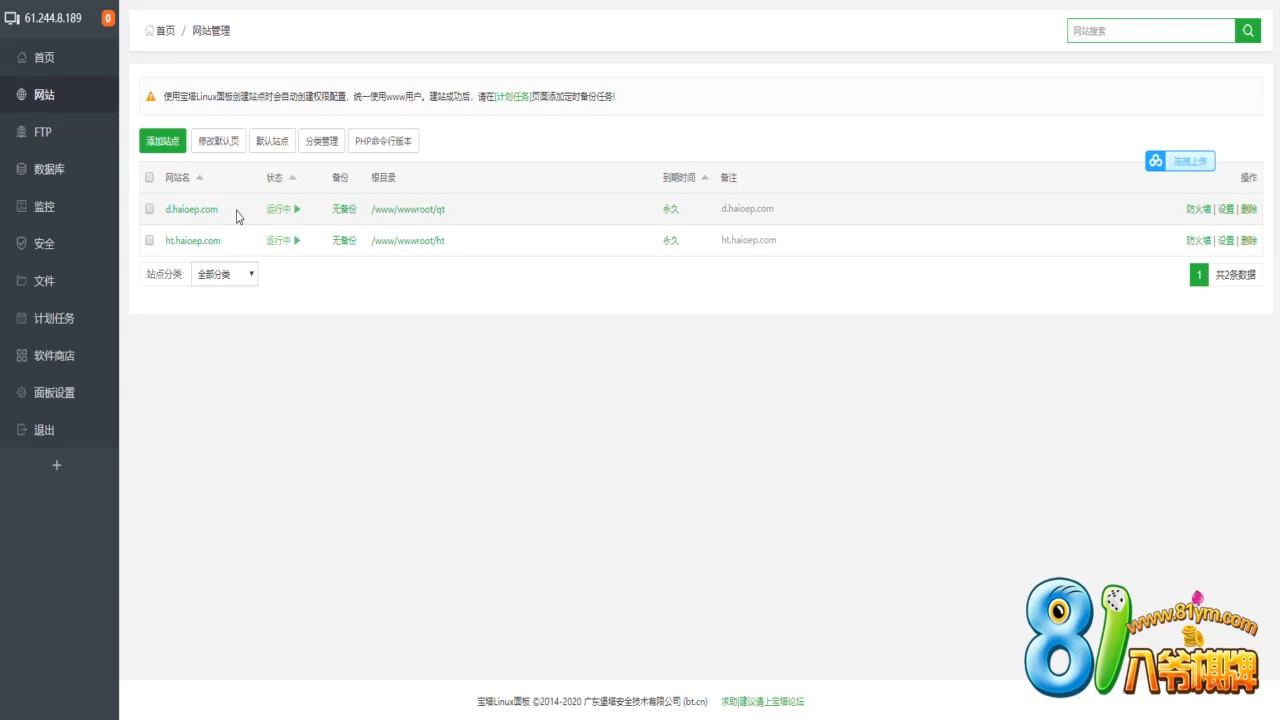 61.244.8.189 0
首页
网站
FTP
数据库
监控
安全
文件
计划任务
软件商店
面板设置
退出
+
首页 / 网站管理
网站搜索
使用宝塔Linux面板创建站点时会自动创建权限配置，统一使用www用户。建站成功后，请在[计划任务]页面添加定时备份任务!
添加站点 修改默认页 默认站点 分类管理 PHP命令行版本
拖拽上传
网站名 状态 备份 根目录 到期时间 备注 操作
d.haioep.com 运行中 无备份 /www/wwwroot/qt 永久 d.haioep.com 防火墙 | 设置 | 删除
ht.haioep.com 运行中 无备份 /www/wwwroot/ht 永久 ht.haioep.com 防火墙 | 设置 | 删除
站点分类: 全部分类 1 共2条数据
81
www.81ym.com
八爷棋牌
宝塔Linux面板 ©2014-2020 广东堡塔安全技术有限公司 (bt.cn) 求助|建议请上宝塔论坛